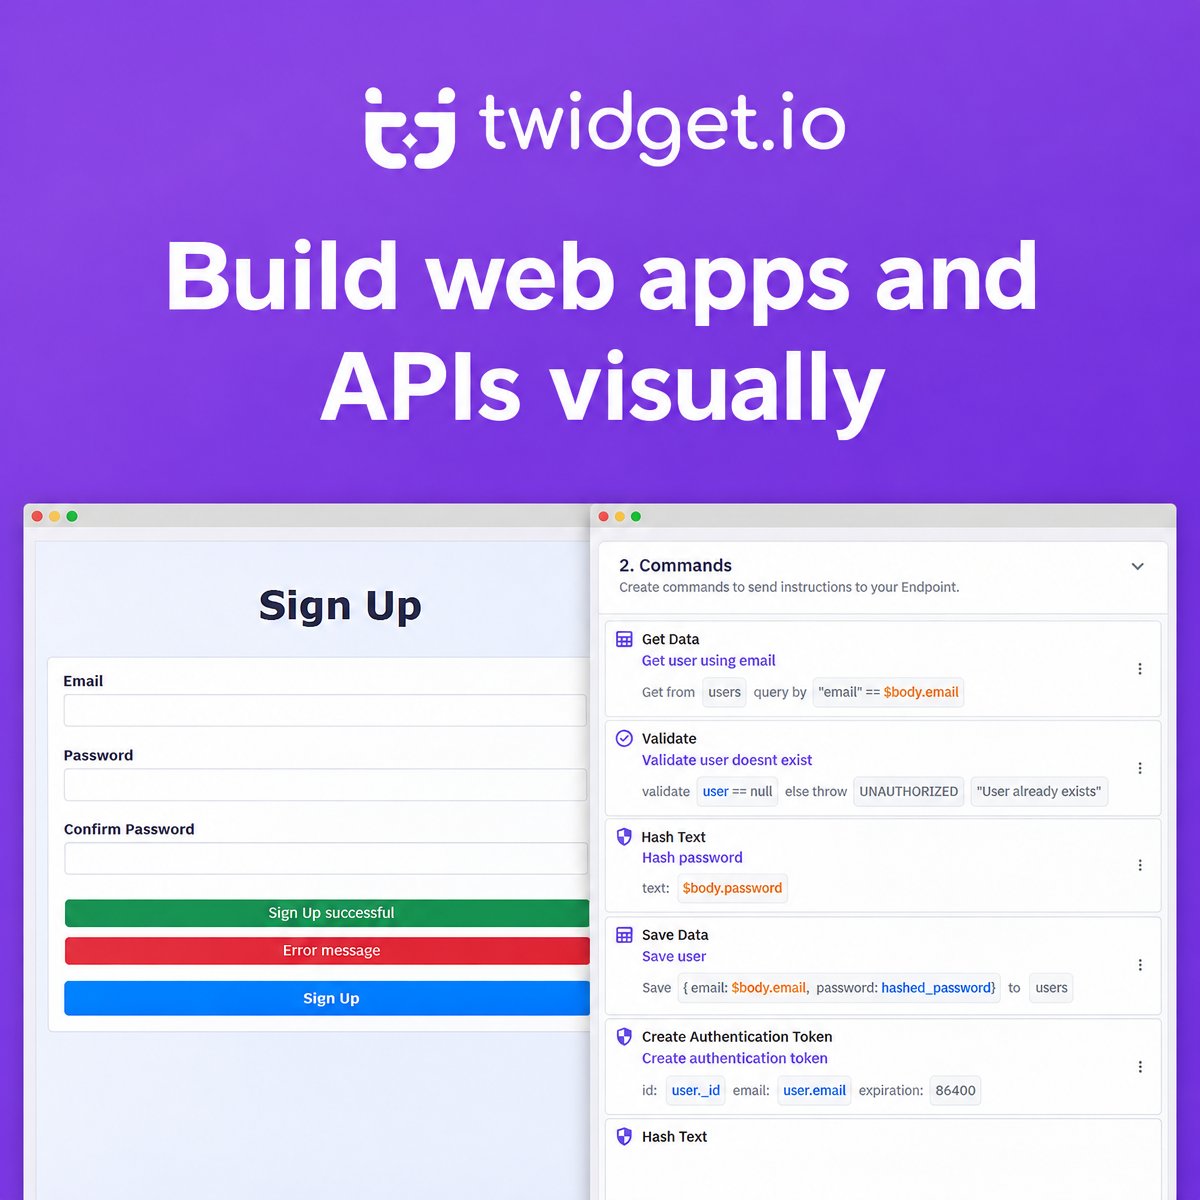 twidget.io
Build web apps and
APIs visually
Sign Up
Email
Password
Confirm Password
Sign Up successful
Error message
Sign Up
2. Commands
Create commands to send instructions to your Endpoint.
Get Data
Get user using email
Get from users query by "email" == $body.email
Validate
Validate user doesnt exist
validate user == null else throw UNAUTHORIZED "User already exists"
Hash Text
Hash password
text: $body.password
Save Data
Save user
Save { email: $body.email, password: hashed_password} to users
Create Authentication Token
Create authentication token
id: user._id email: user.email expiration: 86400
Hash Text